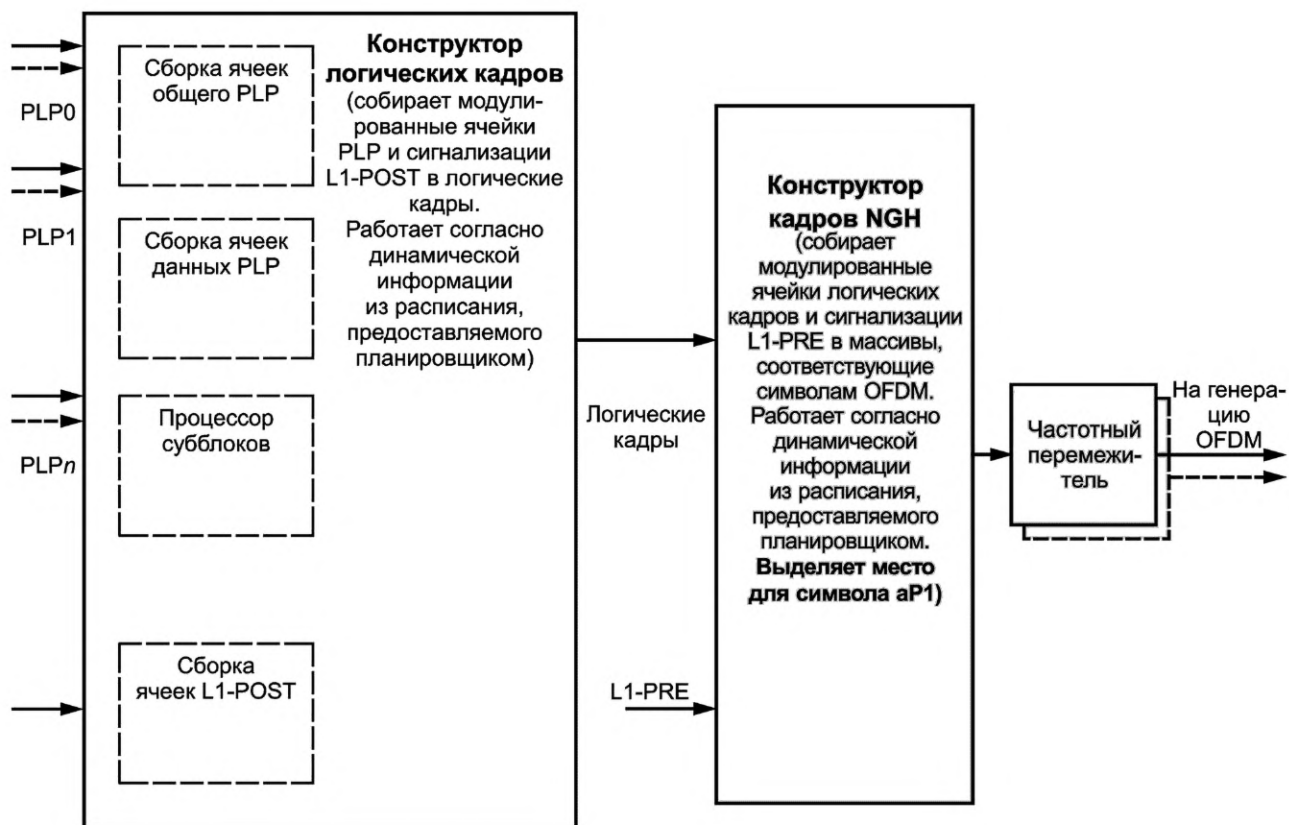 PLP0
PLP1
PLPn
Сборка ячеек
общего PLP
Сборка ячеек
данных PLP
Процессор
субблоков
Сборка
ячеек L1-POST
Конструктор
логических кадров
(собирает модули-
рованные ячейки
PLP и сигнализации
L1-POST в логические
кадры.
Работает согласно
динамической
информации
из расписания,
предоставляемого
планировщиком)
Логические
кадры
L1-PRE
Конструктор
кадров NGH
(собирает
модулированные
ячейки логических
кадров и сигнализации
L1-PRE в массивы,
соответствующие
символам OFDM.
Работает согласно
динамической
информации
из расписания,
предоставляемого
планировщиком.
Выделяет место
для символа aP1)
Частотный
перемежи-
тель
На генера-
цию
OFDM